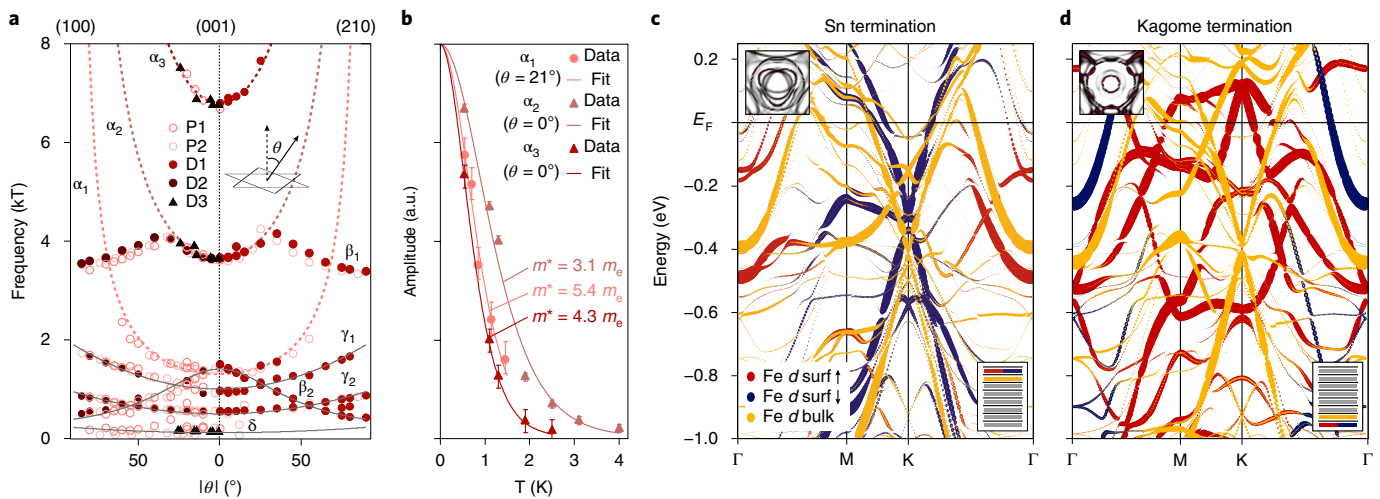 a
(100) (001) (210)
8
6
4
2
0
Frequency (kT)
50 0 50
|θ| (°)
α3
α2
α1
P1
P2
D1
D2
D3
θ
β1
γ1
γ2
β2
δ
b
Amplitude (a.u.)
0 1 2 3 4
T (K)
α1 Data
(θ = 21°) Fit
α2 Data
(θ = 0°) Fit
α3 Data
(θ = 0°) Fit
m* = 3.1 me
m* = 5.4 me
m* = 4.3 me
c
Sn termination
0.2
EF
−0.2
−0.4
−0.6
−0.8
−1.0
Energy (eV)
Fe d surf ↑
Fe d surf ↓
Fe d bulk
Γ M K Γ
d
Kagome termination
Γ M K Γ